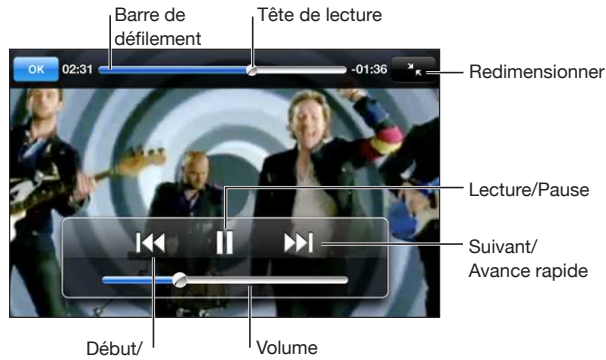 Barre de
défilement
Tête de lecture
OK 02:31 -01:36
Redimensionner
Lecture/Pause
Suivant/
Avance rapide
Début/
Volume